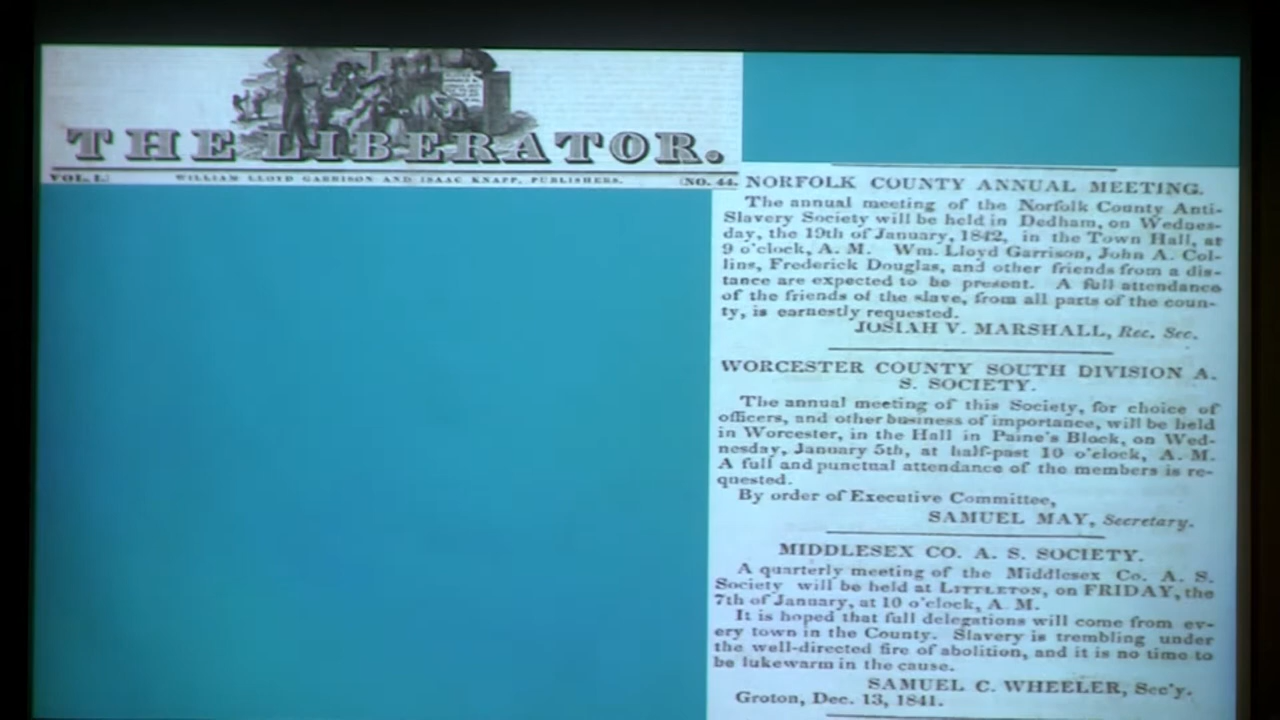 THE LIBERATOR.
VOL. I.
WILLIAM LLOYD GARRISON AND ISAAC KNAPP, PUBLISHERS.
[NO. 44.
NORFOLK COUNTY ANNUAL MEETING.
The annual meeting of the Norfolk County Anti-
Slavery Society will be held in Dedham, on Wednes-
day, the 19th of January, 1842, in the Town Hall, at
9 o'clock, A. M. Wm. Lloyd Garrison, John A. Col-
lins, Frederick Douglas, and other friends from a dis-
tance are expected to be present. A full attendance
of the friends of the slave, from all parts of the coun-
ty, is earnestly requested.
JOSIAH V. MARSHALL, Rec. Sec.
WORCESTER COUNTY SOUTH DIVISION A.
S. SOCIETY.
The annual meeting of this Society, for choice of
officers, and other business of importance, will be held
in Worcester, in the Hall in Paine's Block, on Wed-
nesday, January 5th, at half-past 10 o'clock, A. M.
A full and punctual attendance of the members is re-
quested.
By order of Executive Committee,
SAMUEL MAY, Secretary.
MIDDLESEX CO. A. S. SOCIETY.
A quarterly meeting of the Middlesex Co. A. S.
Society will be held at LITTLETON, on FRIDAY, the
7th of January, at 10 o'clock, A. M.
It is hoped that full delegations will come from ev-
ery town in the County. Slavery is trembling under
the well-directed fire of abolition, and it is no time to
be lukewarm in the cause.
SAMUEL C. WHEELER, Sec'y.
Groton, Dec. 13, 1841.